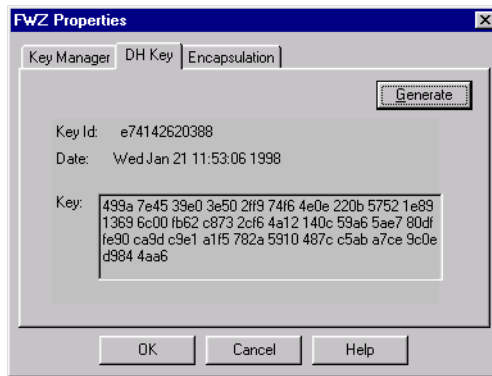 FWZ Properties
Key Manager
DH Key
Encapsulation
Generate
Key Id: e74142620388
Date: Wed Jan 21 11:53:06 1998
Key: 499a 7e45 39e0 3e50 2ff9 74f6 4e0e 220b 5752 1e89
1369 6c00 fb62 c873 2cf6 4a12 140c 59a6 5ae7 80df
fe90 ca9d c9e1 a1f5 782a 5910 487c c5ab a7ce 9c0e
d984 4aa6
OK
Cancel
Help